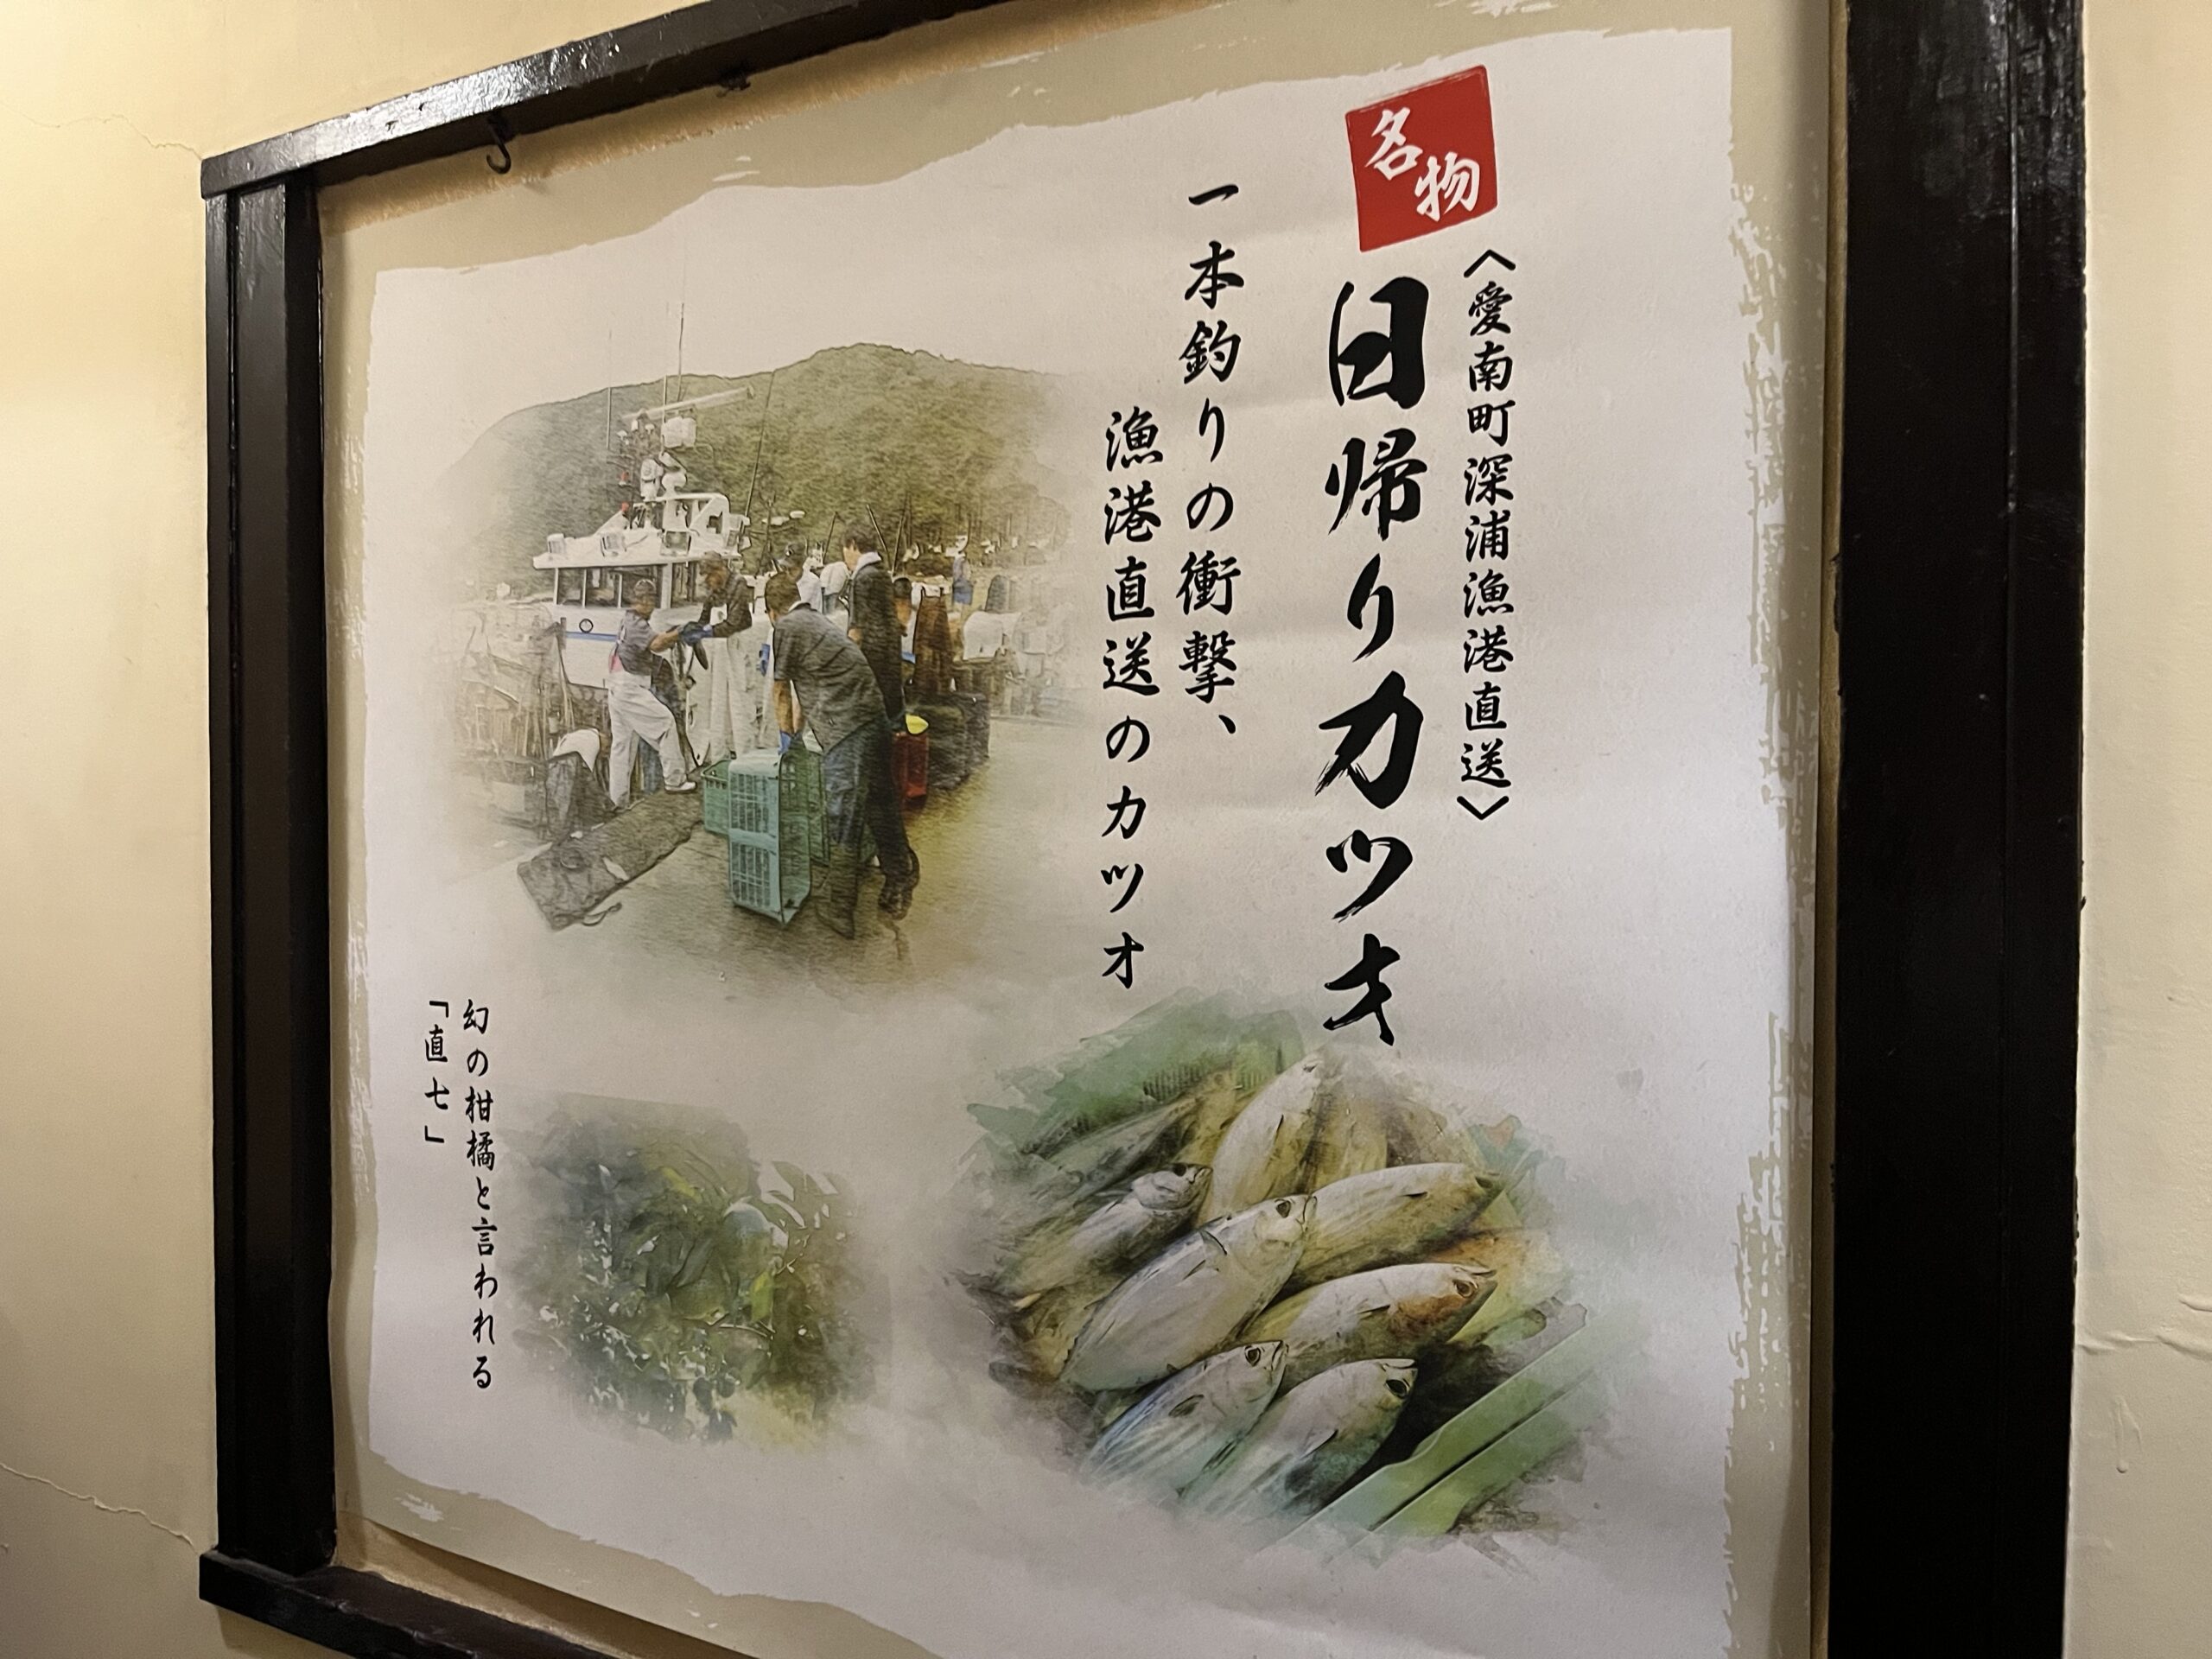 名物
〈愛南町深浦漁港直送〉
日帰りカツオ
一本釣りの衝撃、
漁港直送のカツオ
幻の柑橘と言われる
「直七」